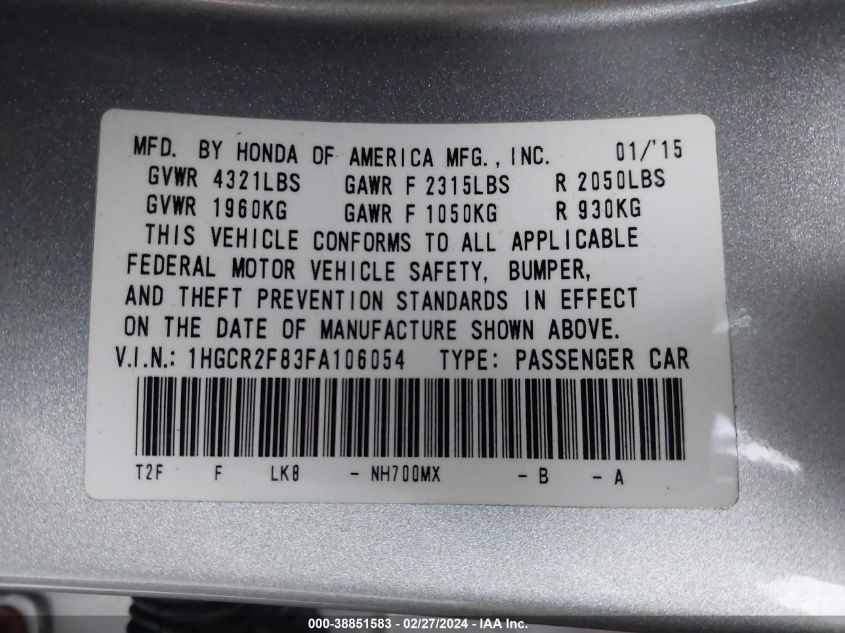 MFD. BY HONDA OF AMERICA MFG., INC. 01/'15
GVWR 4321LBS GAWR F 2315LBS R 2050LBS
GVWR 1960KG GAWR F 1050KG R 930KG
THIS VEHICLE CONFORMS TO ALL APPLICABLE
FEDERAL MOTOR VEHICLE SAFETY, BUMPER,
AND THEFT PREVENTION STANDARDS IN EFFECT
ON THE DATE OF MANUFACTURE SHOWN ABOVE.
V.I.N.: 1HGCR2F83FA106054 TYPE: PASSENGER CAR
T2F F LK8 - NH700MX - B - A
000-38851583 - 02/27/2024 - IAA Inc.